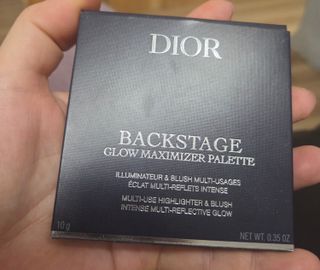 DIOR
BACKSTAGE
GLOW MAXIMIZER PALETTE
ILLUMINATEUR & BLUSH MULTI-USAGES
ÉCLAT MULTI-REFLETS INTENSE
MULTI-USE HIGHLIGHTER & BLUSH
INTENSE MULTI-REFLECTIVE GLOW
10 g NET WT. 0.35 OZ